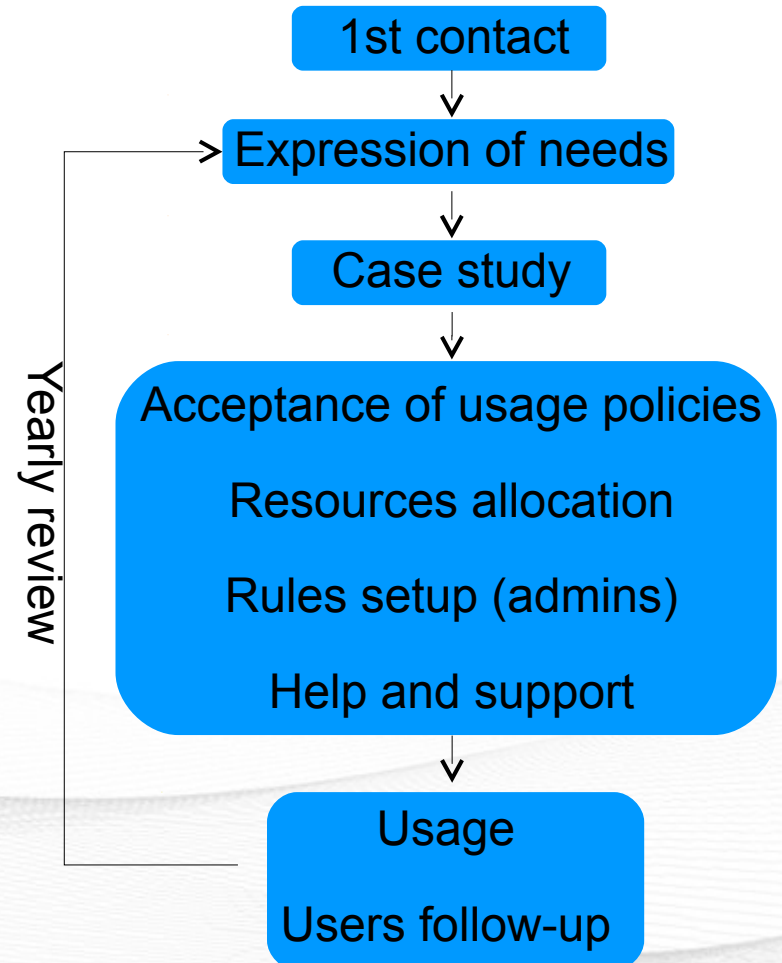 1st contact
Expression of needs
Case study
Acceptance of usage policies
Resources allocation
Rules setup (admins)
Help and support
Yearly review
Usage
Users follow-up